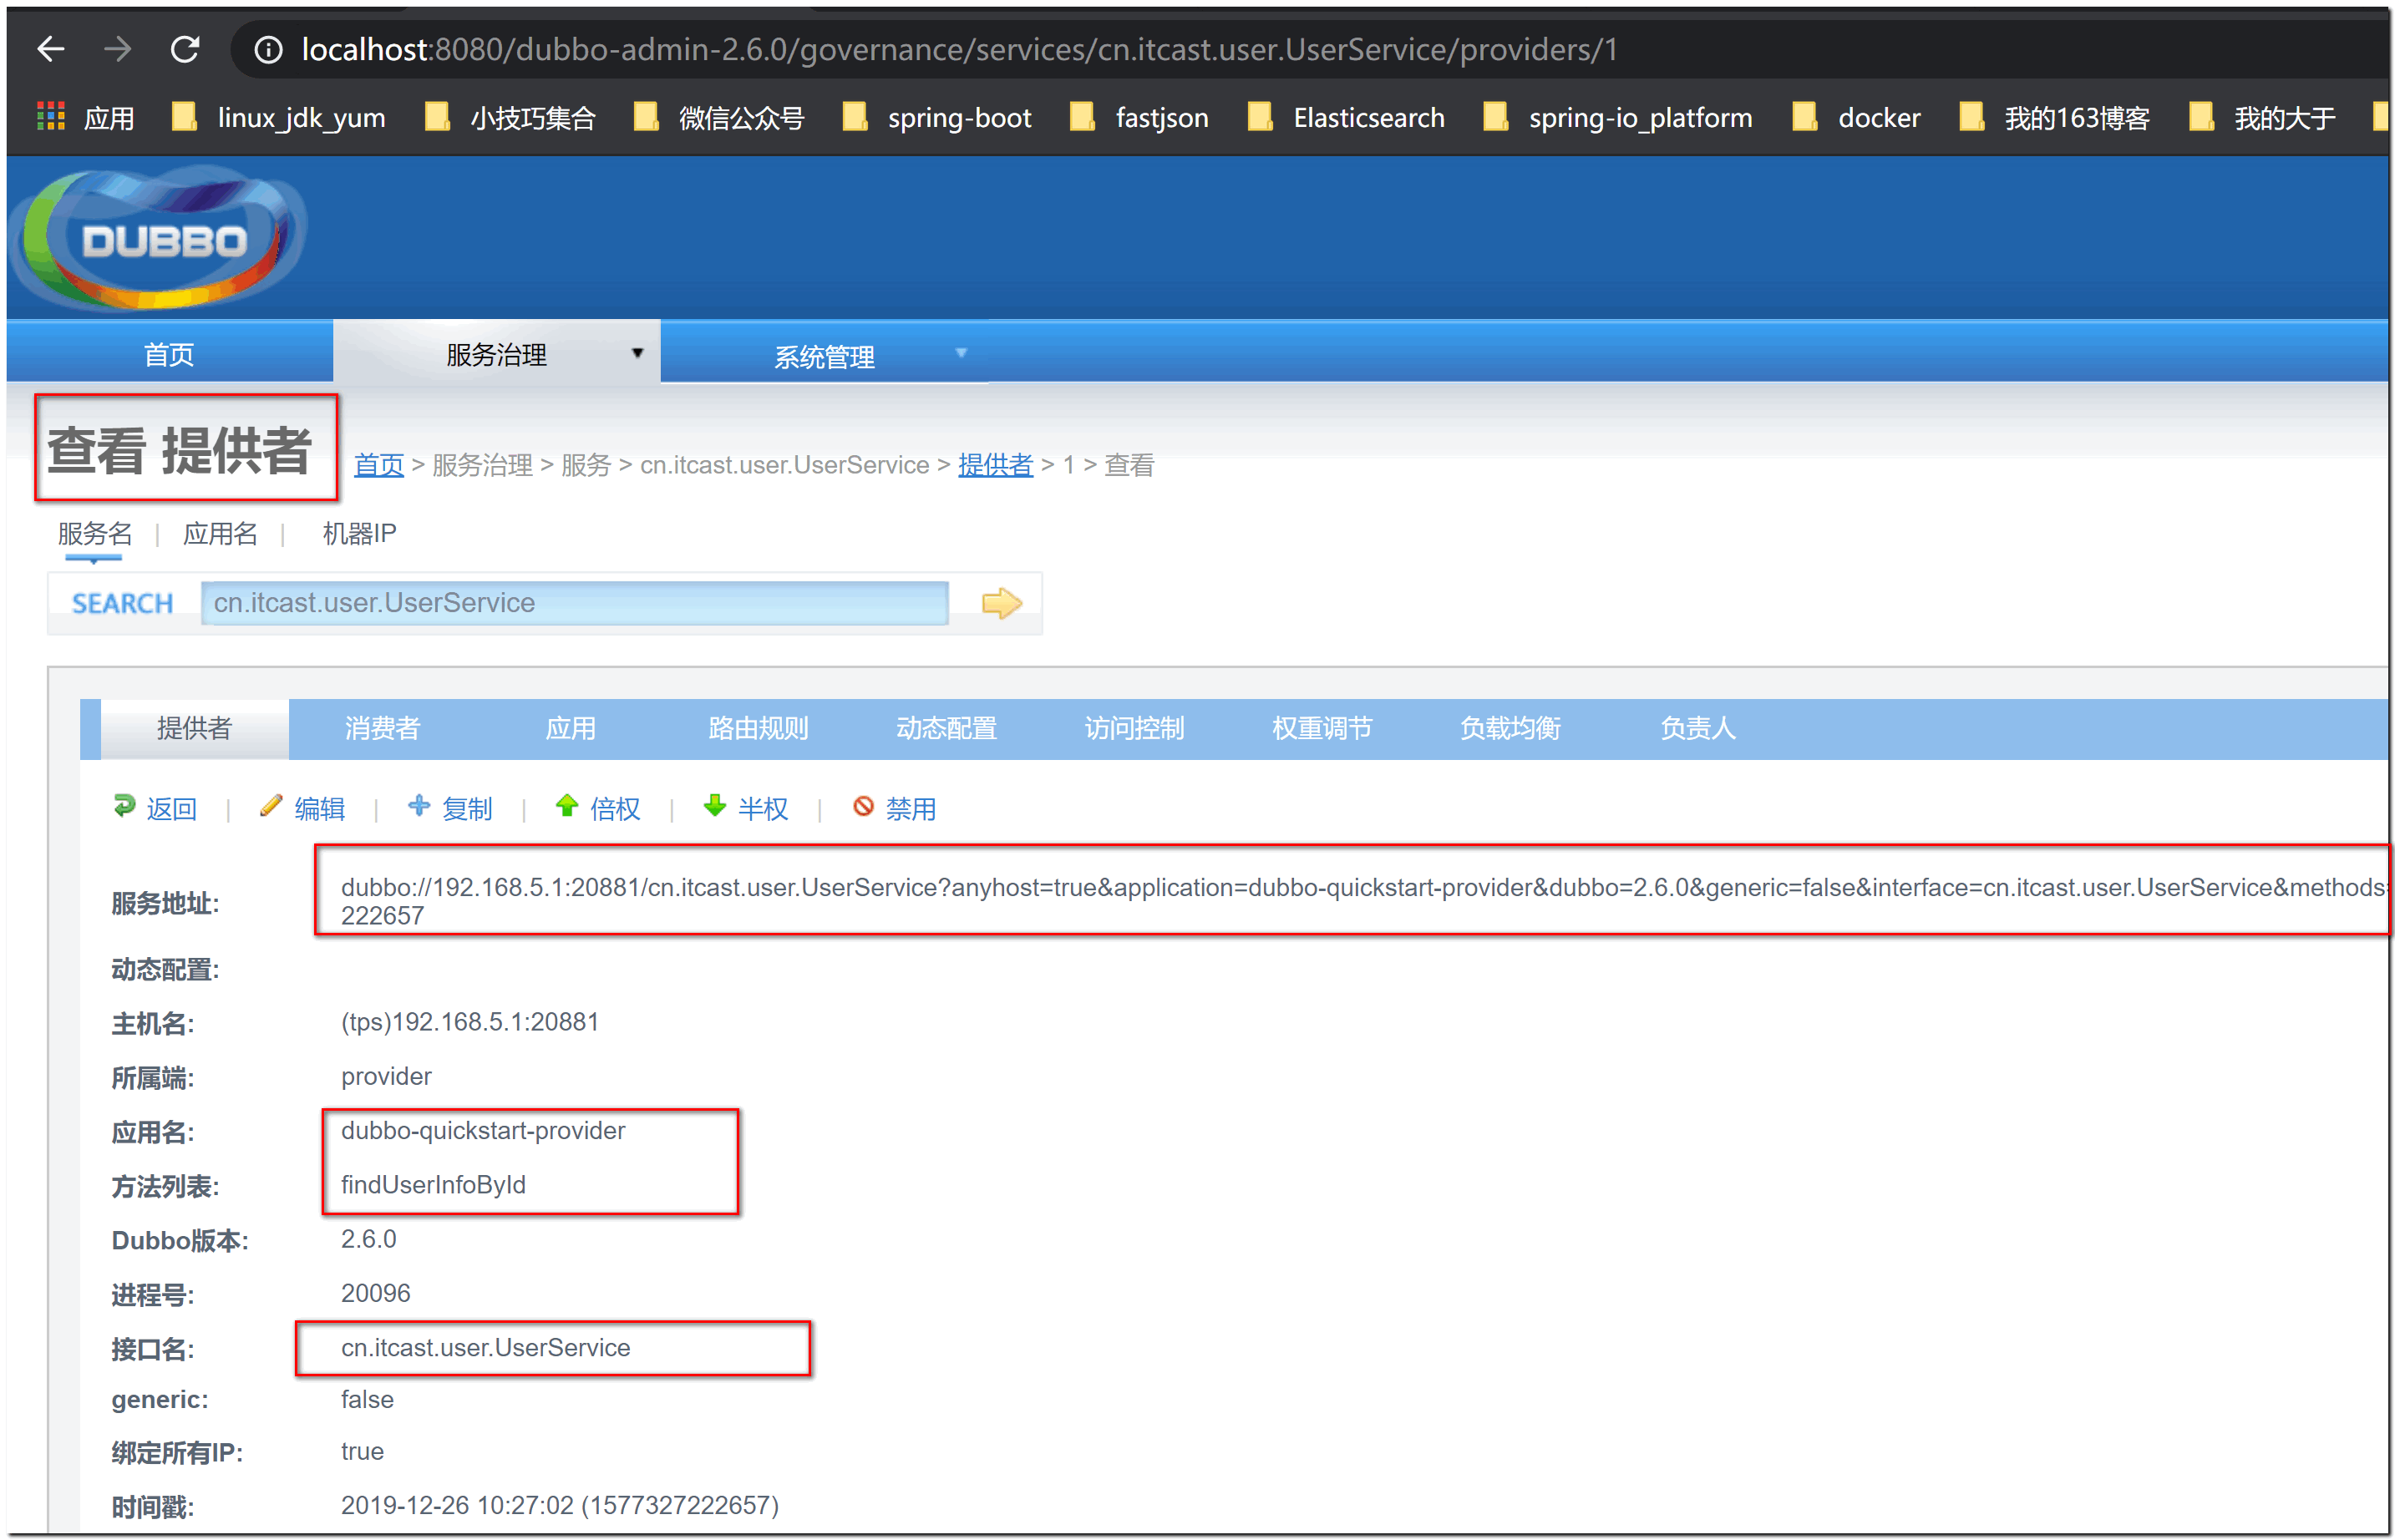 localhost:8080/dubbo-admin-2.6.0/governance/services/cn.itcast.user.UserService/providers/1
应用 linux_jdk_yum 小技巧集合 微信公众号 spring-boot fastjson Elasticsearch spring-io_platform docker 我的163博客 我的大于
DUBBO
首页 服务治理 系统管理
查看 提供者 首页 > 服务治理 > 服务 > cn.itcast.user.UserService > 提供者 > 1 > 查看
服务名 | 应用名 | 机器IP
SEARCH cn.itcast.user.UserService
提供者 消费者 应用 路由规则 动态配置 访问控制 权重调节 负载均衡 负责人
返回 | 编辑 | 复制 | 倍权 | 半权 | 禁用
服务地址: dubbo://192.168.5.1:20881/cn.itcast.user.UserService?anyhost=true&application=dubbo-quickstart-provider&dubbo=2.6.0&generic=false&interface=cn.itcast.user.UserService&methods=
222657
动态配置:
主机名: (tps)192.168.5.1:20881
所属端: provider
应用名: dubbo-quickstart-provider
方法列表: findUserInfoById
Dubbo版本: 2.6.0
进程号: 20096
接口名: cn.itcast.user.UserService
generic: false
绑定所有IP: true
时间戳: 2019-12-26 10:27:02 (1577327222657)